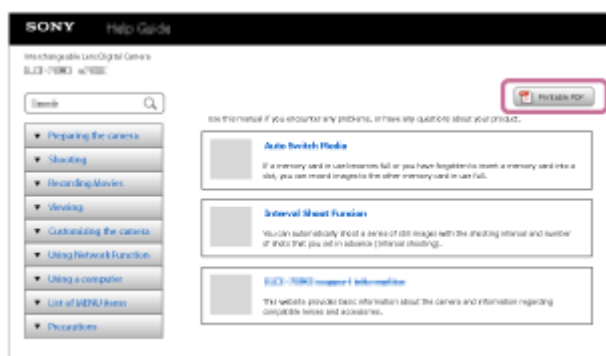 SONY Help Guide
Interchangeable Lens Digital Camera
Search
Printable PDF
Use this manual if you encounter any problems, or have any questions about your product.
▼ Preparing the camera
▼ Shooting
▼ Recording Movies
▼ Viewing
▼ Customizing the camera
▼ Using Network Function
▼ Using a computer
▼ List of MENU items
▼ Precautions
Auto Switch Media
If a memory card in use becomes full or you have forgotten to insert a memory card into a
slot, you can record images to the other memory card in use full.
Interval Shoot Funsion
You can automatically shoot a series of still images with the shooting interval and number
of shots that you set in advance (Interval shooting).
support information
This website provides basic information about the camera and information regarding
compatible lenses and accessories.